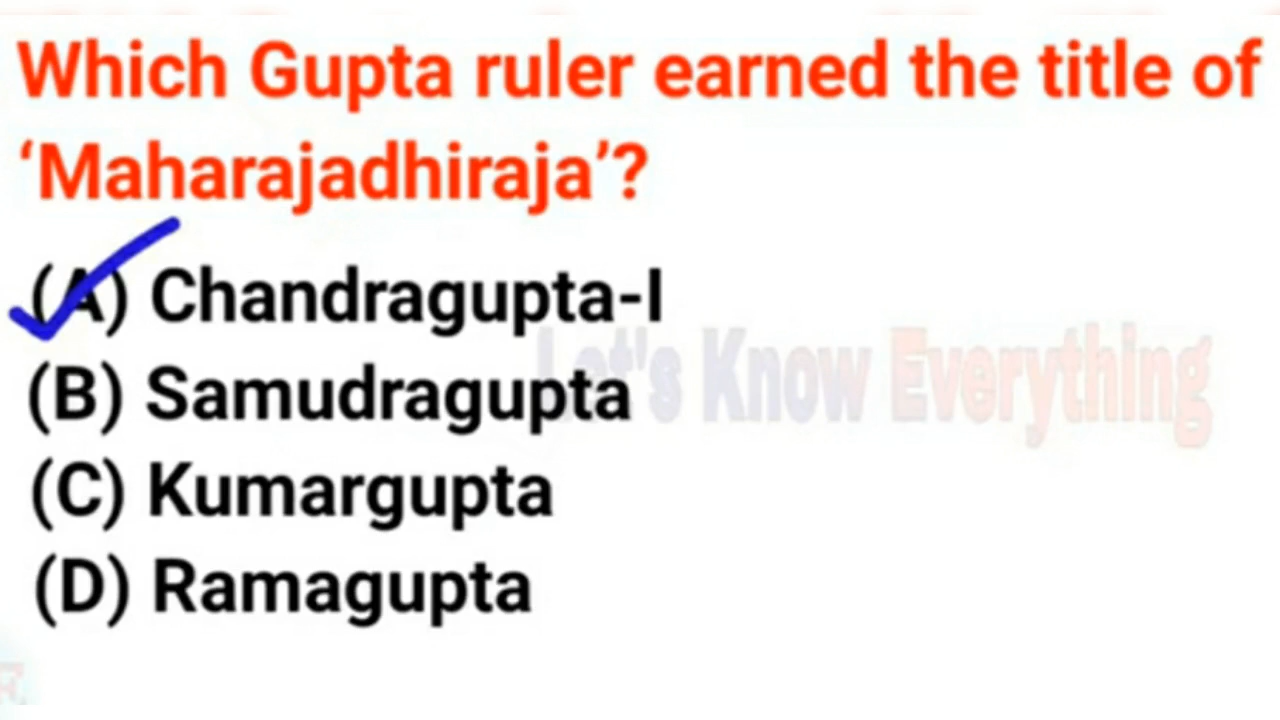 Which Gupta ruler earned the title of
‘Maharajadhiraja’?
(A) Chandragupta-I
(B) Samudragupta
Let's Know Everything
(C) Kumargupta
(D) Ramagupta
E